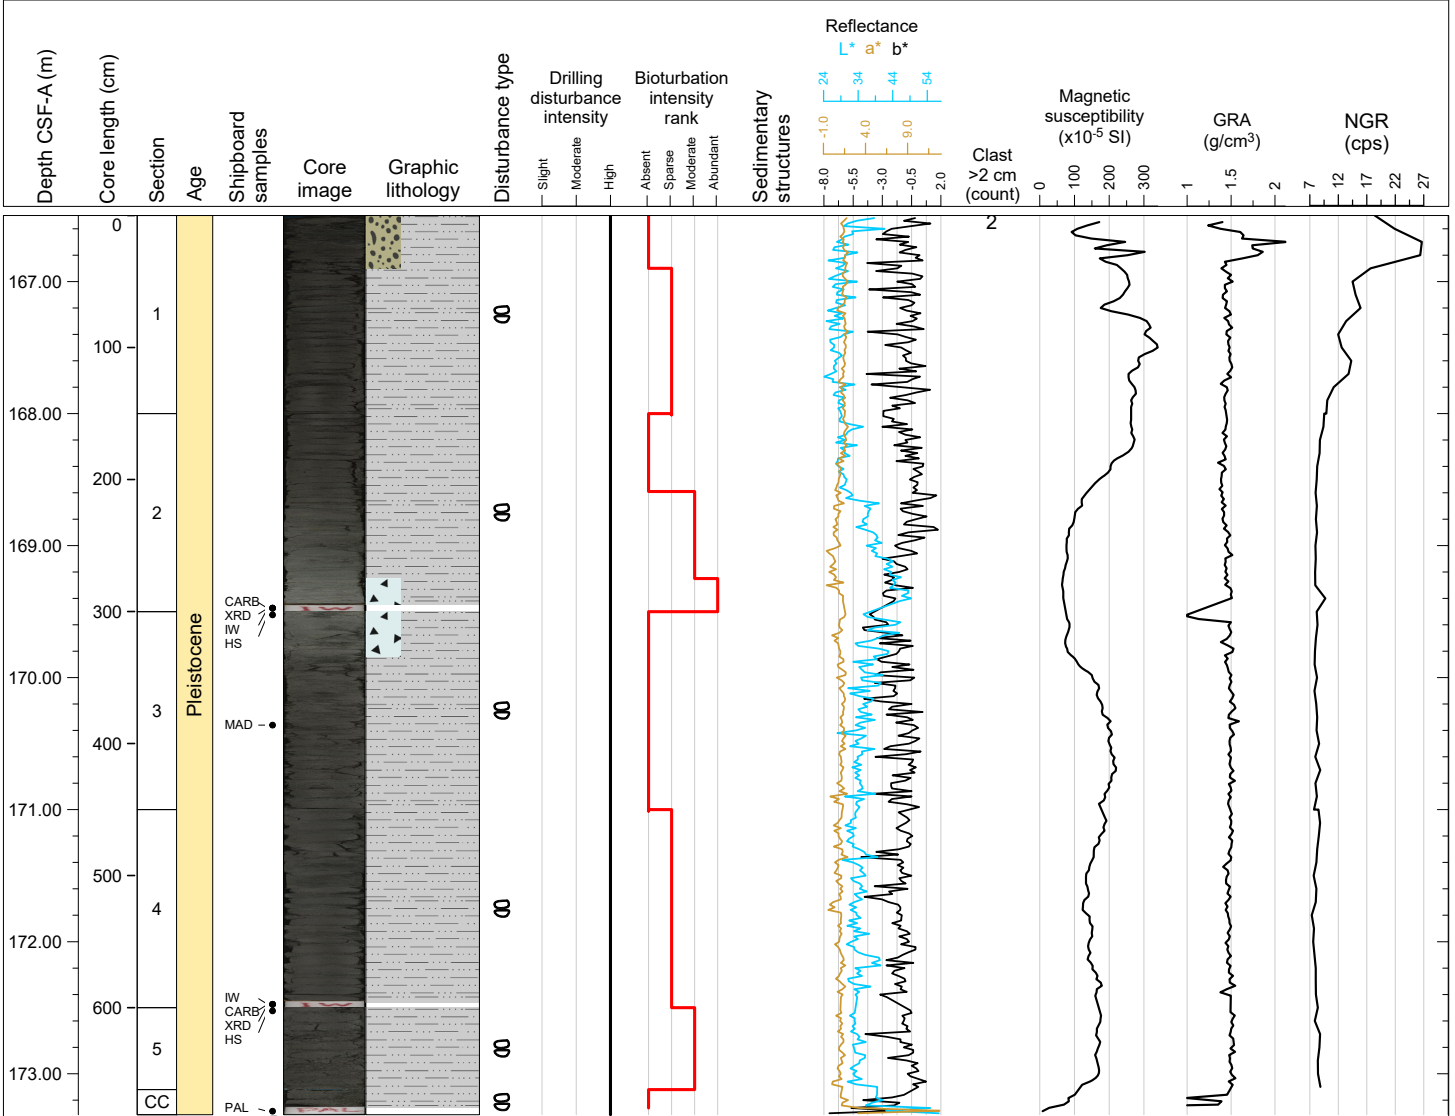 Depth CSF-A (m)
Core length (cm)
Section
Age
Shipboard
samples
Core
image
Graphic
lithology
Disturbance type
Drilling
disturbance
intensity
Slight
Moderate
High
Bioturbation
intensity
rank
Absent
Sparse
Moderate
Abundant
Sedimentary
structures
Reflectance
L* a* b*
24 34 44 54
-1.0 4.0 9.0
-8.0 -5.5 -3.0 -0.5 2.0
Clast
>2 cm
(count)
Magnetic
susceptibility
(x10-5 SI)
0 100 200 300
GRA
(g/cm3)
1 1.5 2
NGR
(cps)
7 12 17 22 27
0
2
167.00
1
100
168.00
200
2
169.00
CARB
300
XRD
IW
HS
IW
170.00
Pleistocene
3
MAD
400
171.00
500
4
172.00
IW
600
CARB
XRD
HS
IW
5
173.00
CC
PAL
PAL